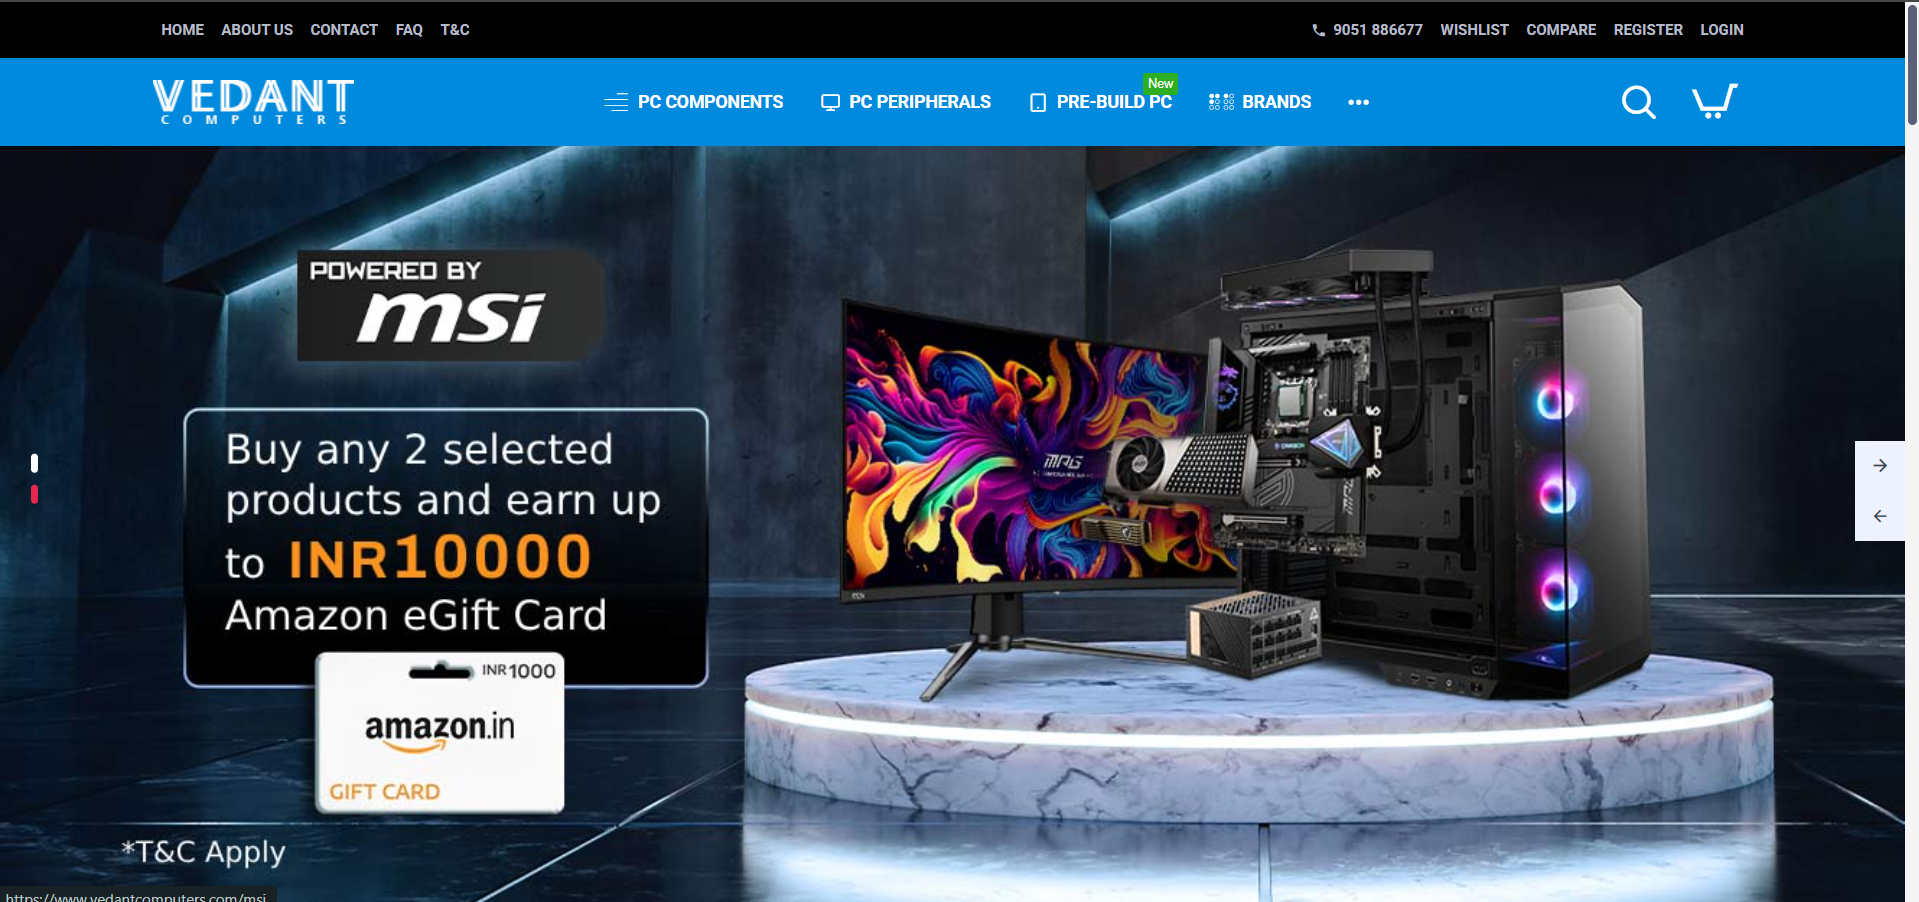 HOME ABOUT US CONTACT FAQ T&C
9051 886677 WISHLIST COMPARE REGISTER LOGIN
VEDANT
COMPUTERS
PC COMPONENTS
PC PERIPHERALS
New
PRE-BUILD PC
BRANDS
POWERED BY
msi
Buy any 2 selected
products and earn up
to INR10000
Amazon eGift Card
INR1000
amazon.in
GIFT CARD
*T&C Apply
MPG
https://www.vedantcomputers.com/msi